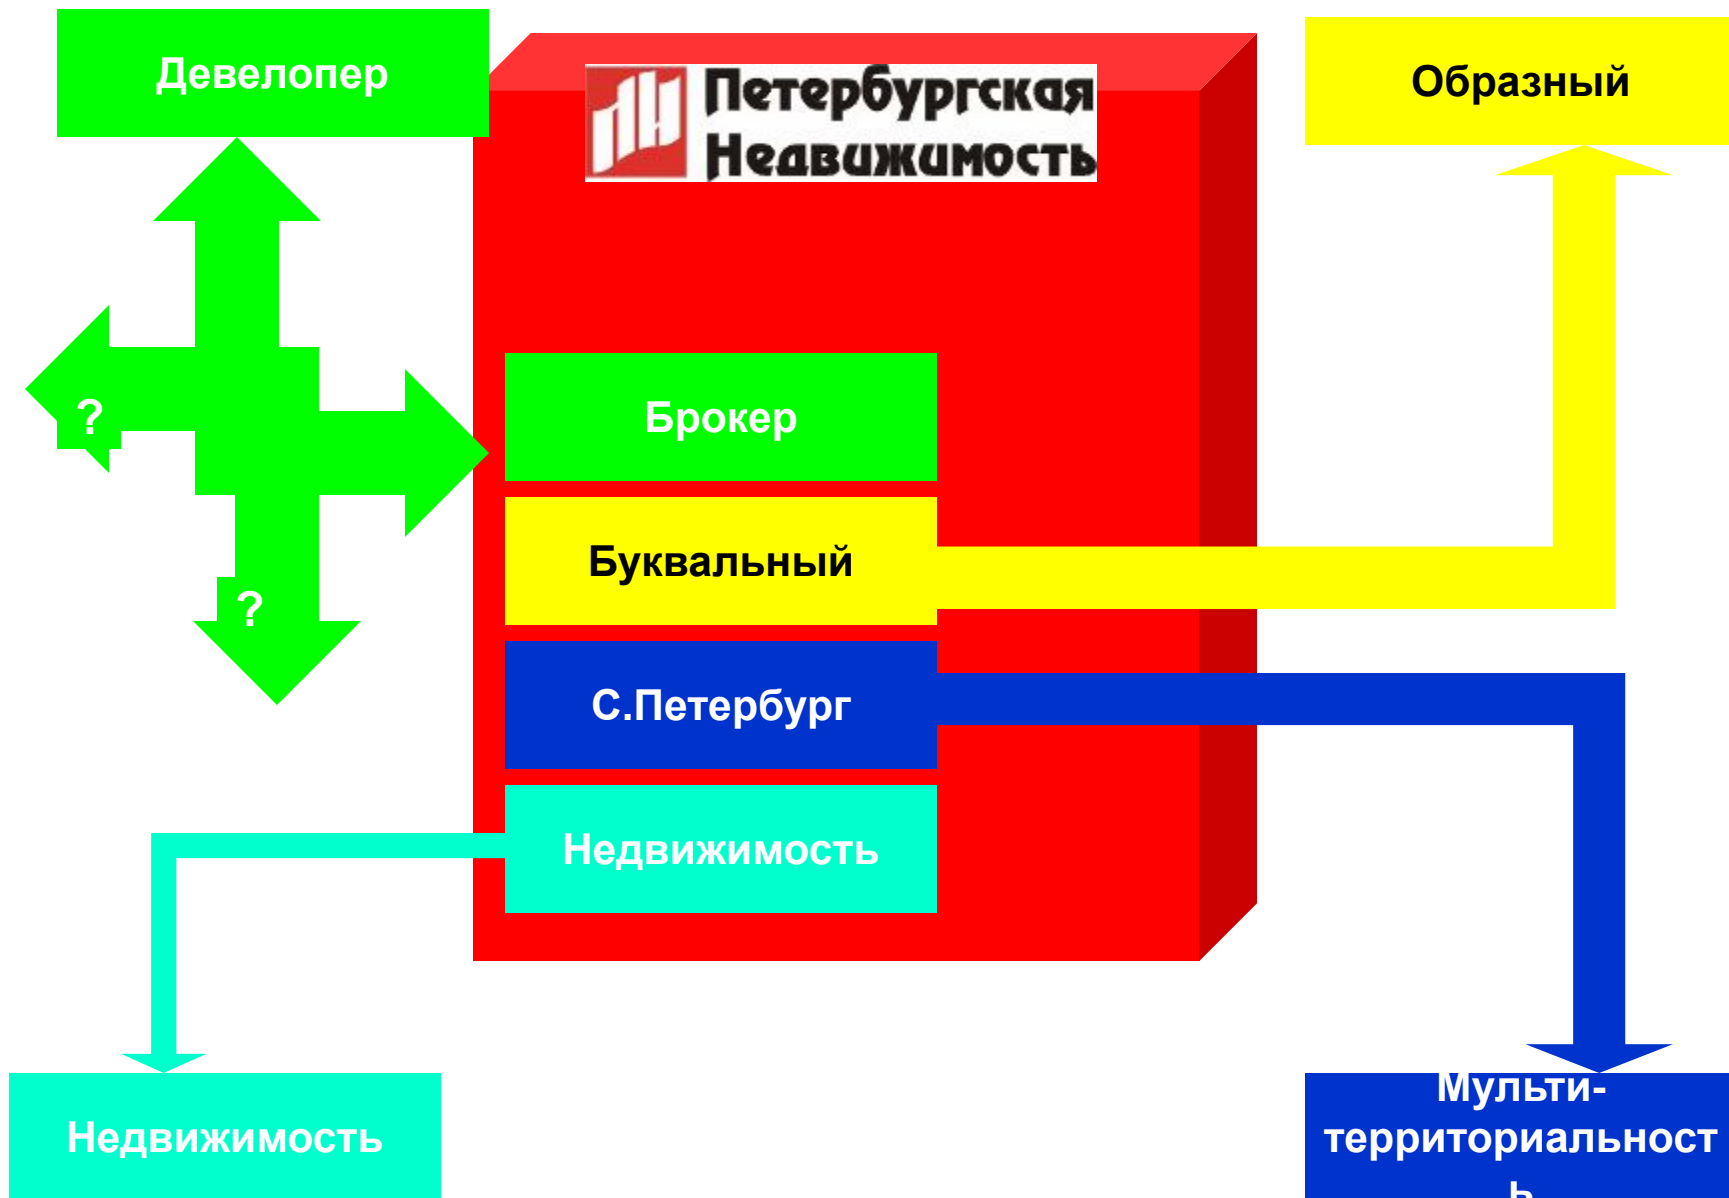 Девелопер
Петербургская
Недвижимость
Образный
?
Брокер
Буквальный
?
С.Петербург
Недвижимость
Недвижимость
Мульти-
территориальност
ь